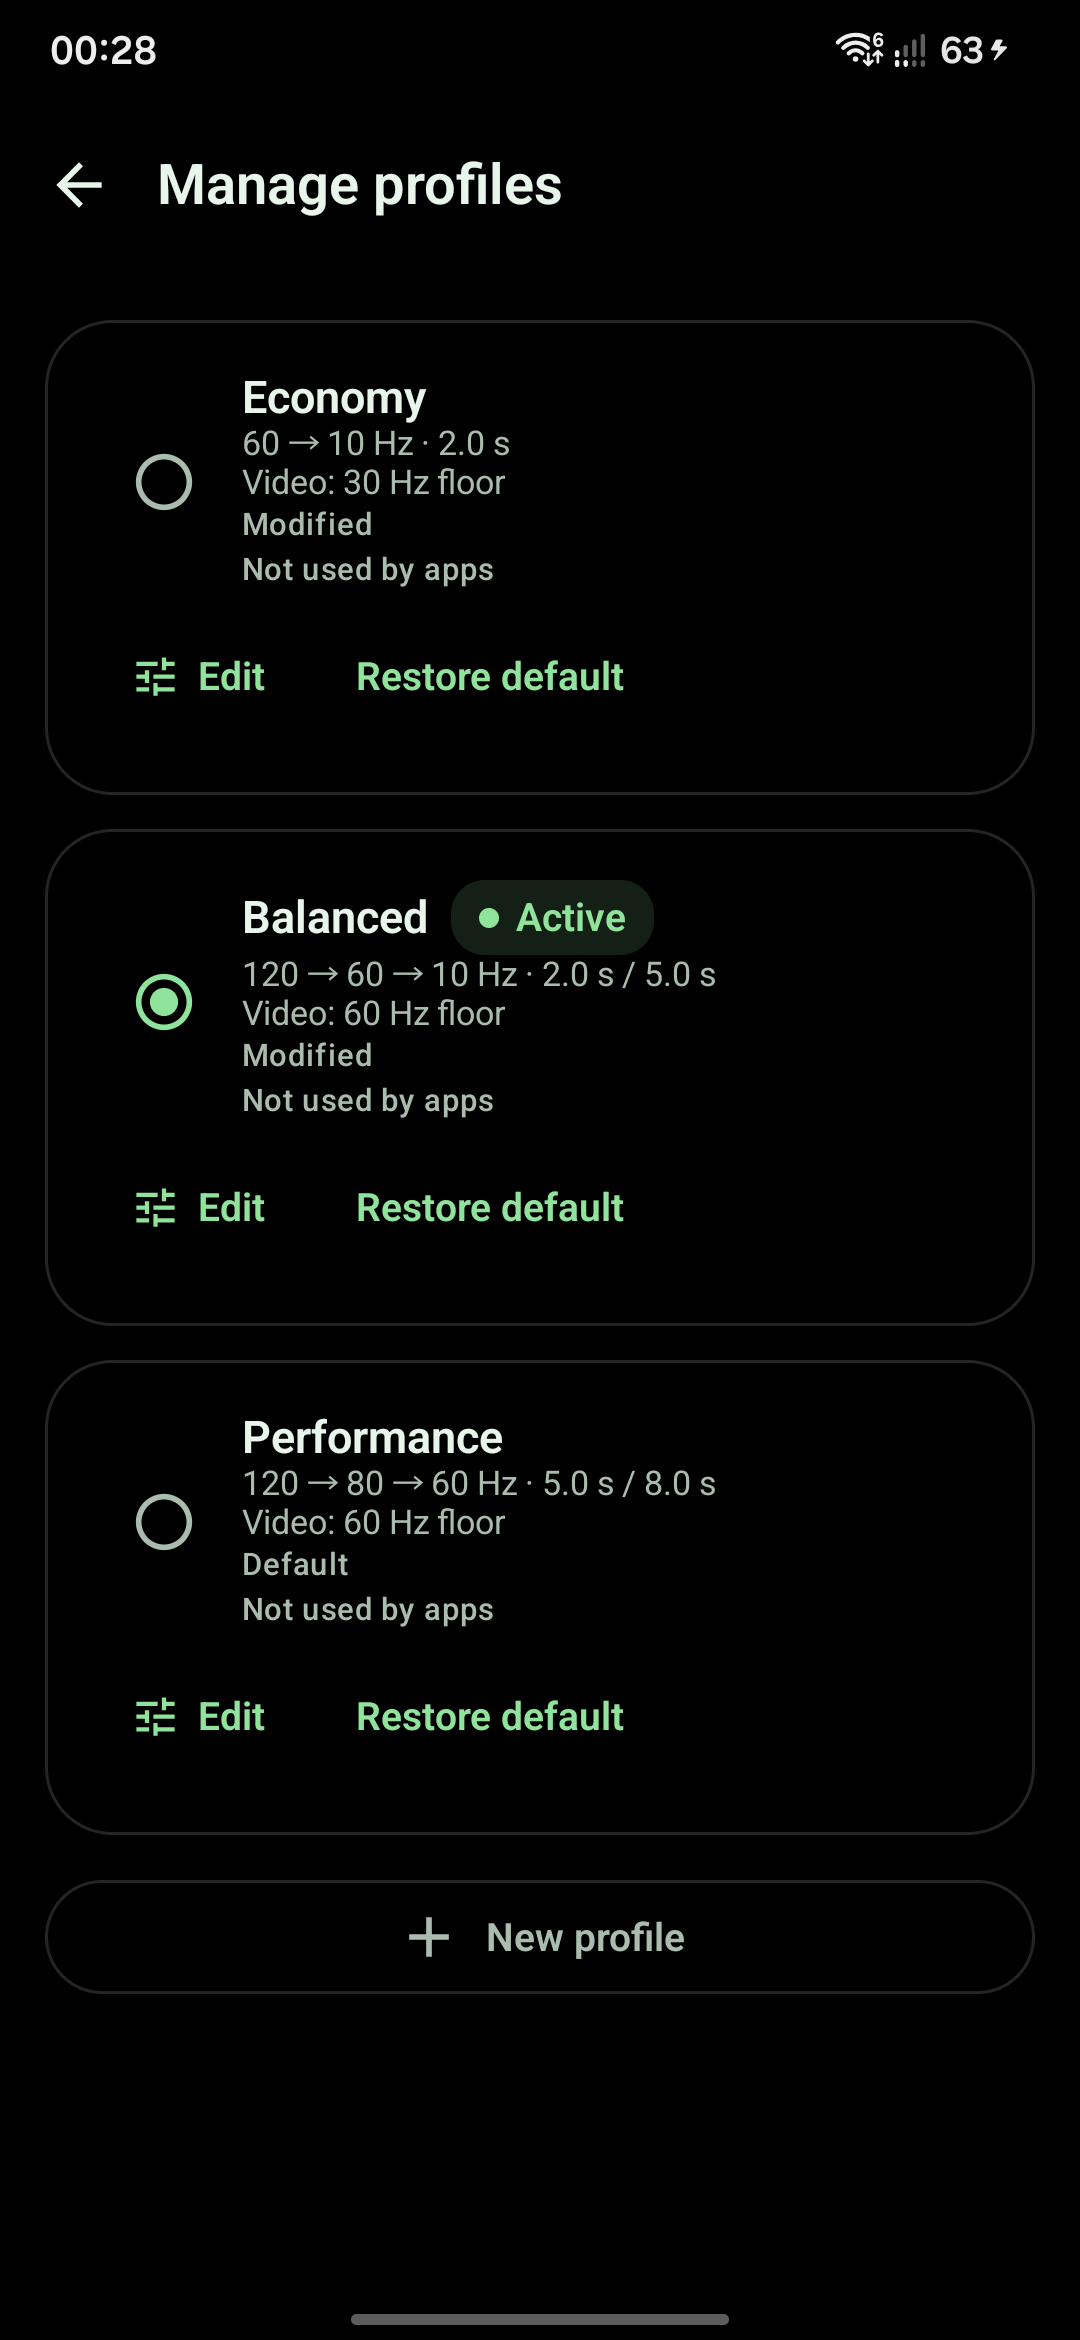 00:28
6 63
Manage profiles
Economy
60 → 10 Hz · 2.0 s
Video: 30 Hz floor
Modified
Not used by apps
Edit Restore default
Balanced Active
120 → 60 → 10 Hz · 2.0 s / 5.0 s
Video: 60 Hz floor
Modified
Not used by apps
Edit Restore default
Performance
120 → 80 → 60 Hz · 5.0 s / 8.0 s
Video: 60 Hz floor
Default
Not used by apps
Edit Restore default
New profile